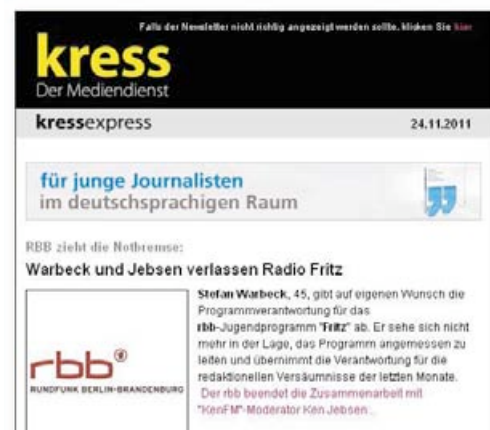 Falls der Newsletter nicht richtig angezeigt werden sollte, kliken Sie hier
kress
Der Mediendienst
kressexpress 24.11.2011
für junge Journalisten
im deutschsprachigen Raum
RBB zieht die Notbremse:
Warbeck und Jebsen verlassen Radio Fritz
Stefan Warbeck, 45, gibt auf eigenen Wunsch die
Programmverantwortung für das
rbb-Jugendprogramm "Fritz" ab. Er sehe sich nicht
mehr in der Lage, das Programm angemessen zu
leiten und übernimmt die Verantwortung für die
redaktionellen Versäumnisse der letzten Monate.
Der rbb beendet die Zusammenarbeit mit
"KenFM"-Moderator Ken Jebsen.
rbb
RUNDFUNK BERLIN-BRANDENBURG